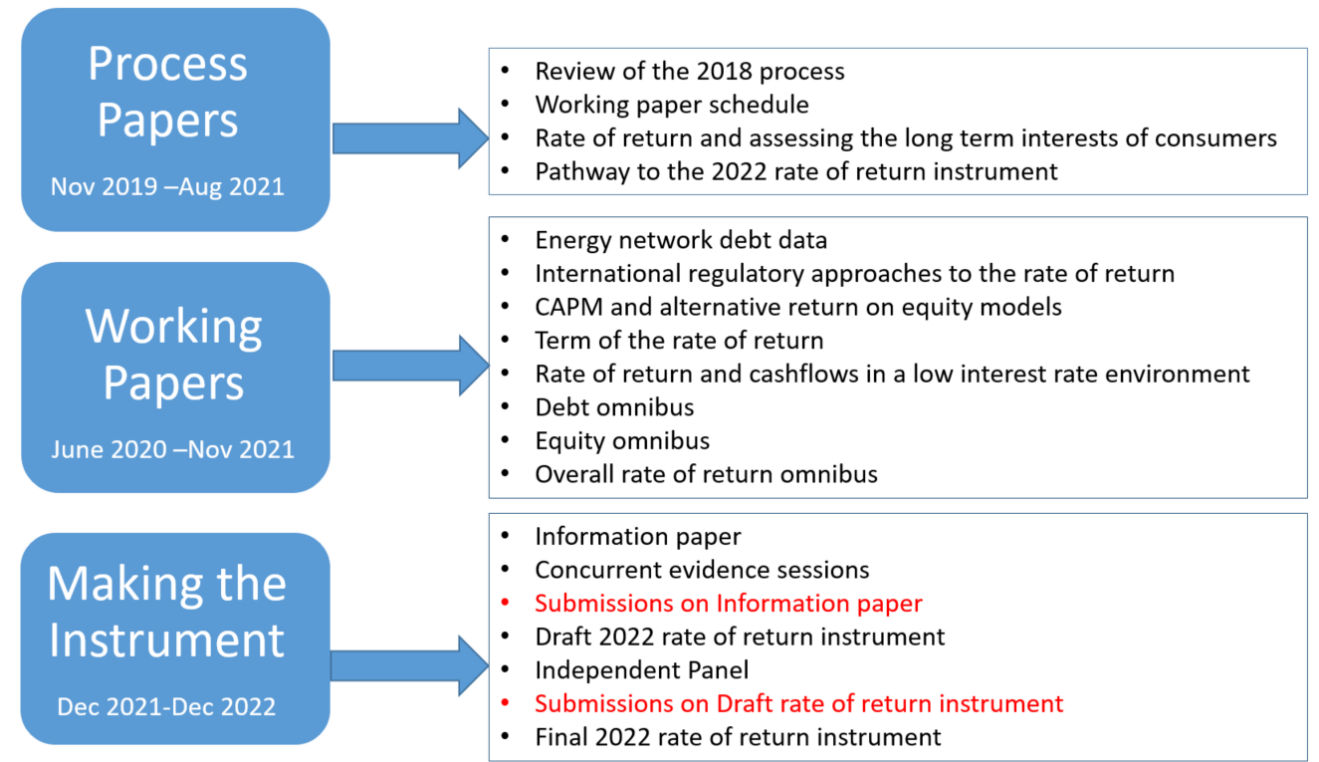 Process
Papers
Nov 2019 –Aug 2021
• Review of the 2018 process
• Working paper schedule
• Rate of return and assessing the long term interests of consumers
• Pathway to the 2022 rate of return instrument
Working
Papers
June 2020 –Nov 2021
• Energy network debt data
• International regulatory approaches to the rate of return
• CAPM and alternative return on equity models
• Term of the rate of return
• Rate of return and cashflows in a low interest rate environment
• Debt omnibus
• Equity omnibus
• Overall rate of return omnibus
Making the
Instrument
Dec 2021-Dec 2022
• Information paper
• Concurrent evidence sessions
• Submissions on Information paper
• Draft 2022 rate of return instrument
• Independent Panel
• Submissions on Draft rate of return instrument
• Final 2022 rate of return instrument